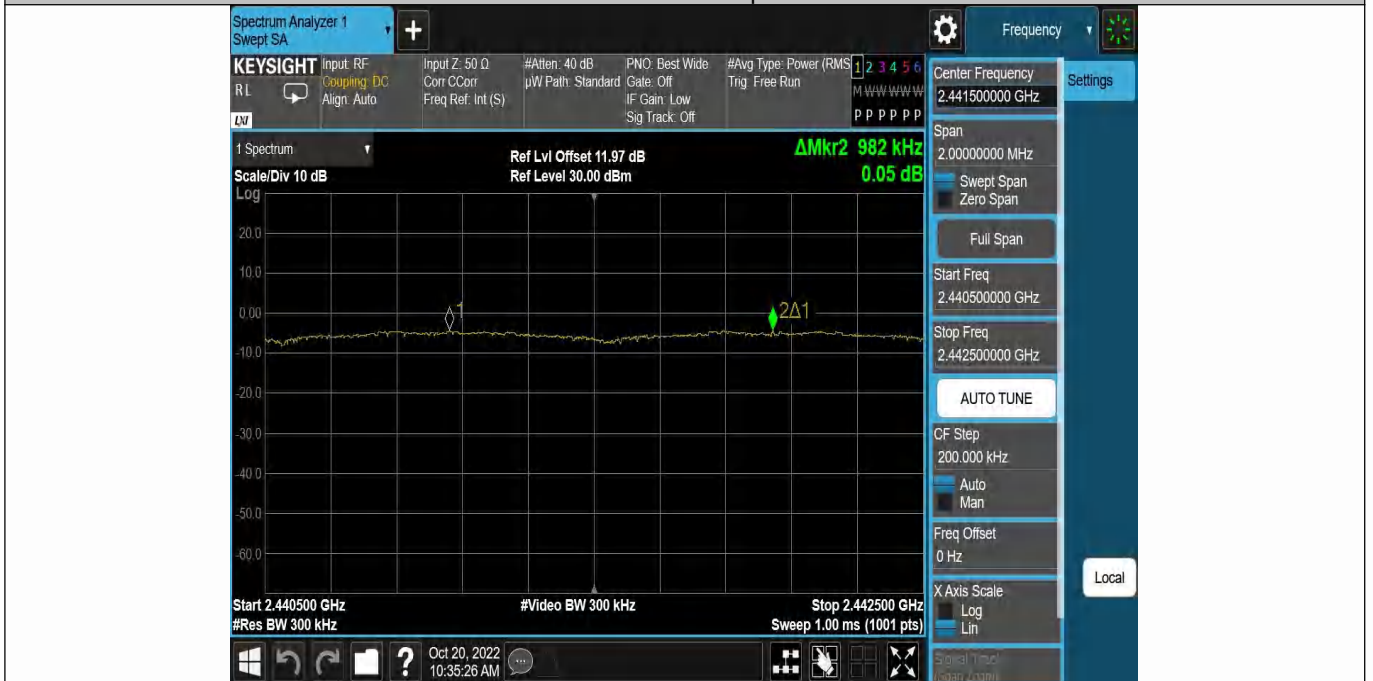 Spectrum Analyzer 1
Swept SA
+
Frequency
KEYSIGHT
Input: RF
Input Z: 50 Ω
#Atten: 40 dB
PNO: Best Wide
#Avg Type: Power (RMS
1 2 3 4 5 6
R L
Coupling: DC
Corr CCorr
µW Path: Standard
Gate: Off
Trig: Free Run
M W W W W W
Align: Auto
Freq Ref: Int (S)
IF Gain: Low
Sig Track: Off
P P P P P P
LXI
Center Frequency
2.441500000 GHz
Settings
1 Spectrum
Ref Lvl Offset 11.97 dB
ΔMkr2 982 kHz
Scale/Div 10 dB
Ref Level 30.00 dBm
0.05 dB
Log
20.0
10.0
0.00
-10.0
-20.0
-30.0
-40.0
-50.0
-60.0
1
2Δ1
Start 2.440500 GHz
#Video BW 300 kHz
Stop 2.442500 GHz
#Res BW 300 kHz
Sweep 1.00 ms (1001 pts)
Span
2.00000000 MHz
Swept Span
Zero Span
Full Span
Start Freq
2.440500000 GHz
Stop Freq
2.442500000 GHz
AUTO TUNE
CF Step
200.000 kHz
Auto
Man
Freq Offset
0 Hz
X Axis Scale
Log
Lin
Local
Signal Track
(Span Zoom)
?
Oct 20, 2022
10:35:26 AM